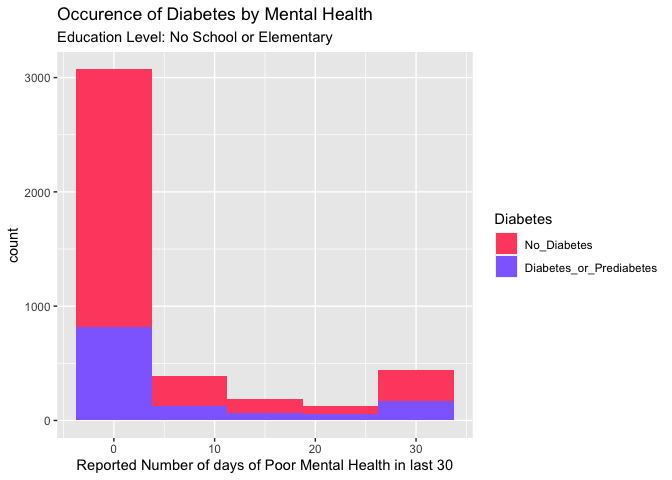 Occurence of Diabetes by Mental Health
Education Level: No School or Elementary
3000
2000
1000
0
count
0 10 20 30
Reported Number of days of Poor Mental Health in last 30
Diabetes
No_Diabetes
Diabetes_or_Prediabetes